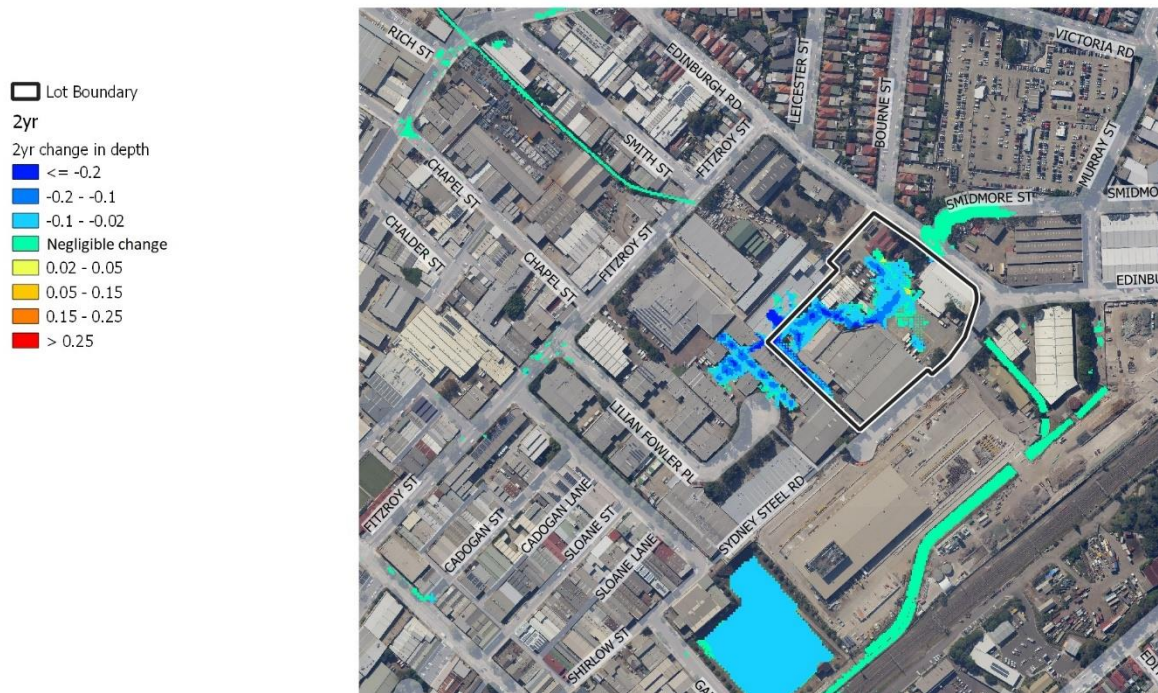 Lot Boundary
2yr
2yr change in depth
<= -0.2
-0.2 - -0.1
-0.1 - -0.02
Negligible change
0.02 - 0.05
0.05 - 0.15
0.15 - 0.25
> 0.25
RICH ST
EDINBURGH RD
LEICESTER ST
BOURNE ST
VICTORIA RD
MURRAY ST
SMITH ST
FITZROY ST
SMIDMORE ST
SMIDMO
CHAPEL ST
CHALDER ST
CHAPEL ST
FITZROY ST
EDINBU
LILIAN FOWLER PL
SYDNEY STEEL RD
FITZROY ST
CADOGAN ST
CADOGAN LANE
SLOANE ST
SLOANE LANE
SHIRLOW ST
GA
EDI